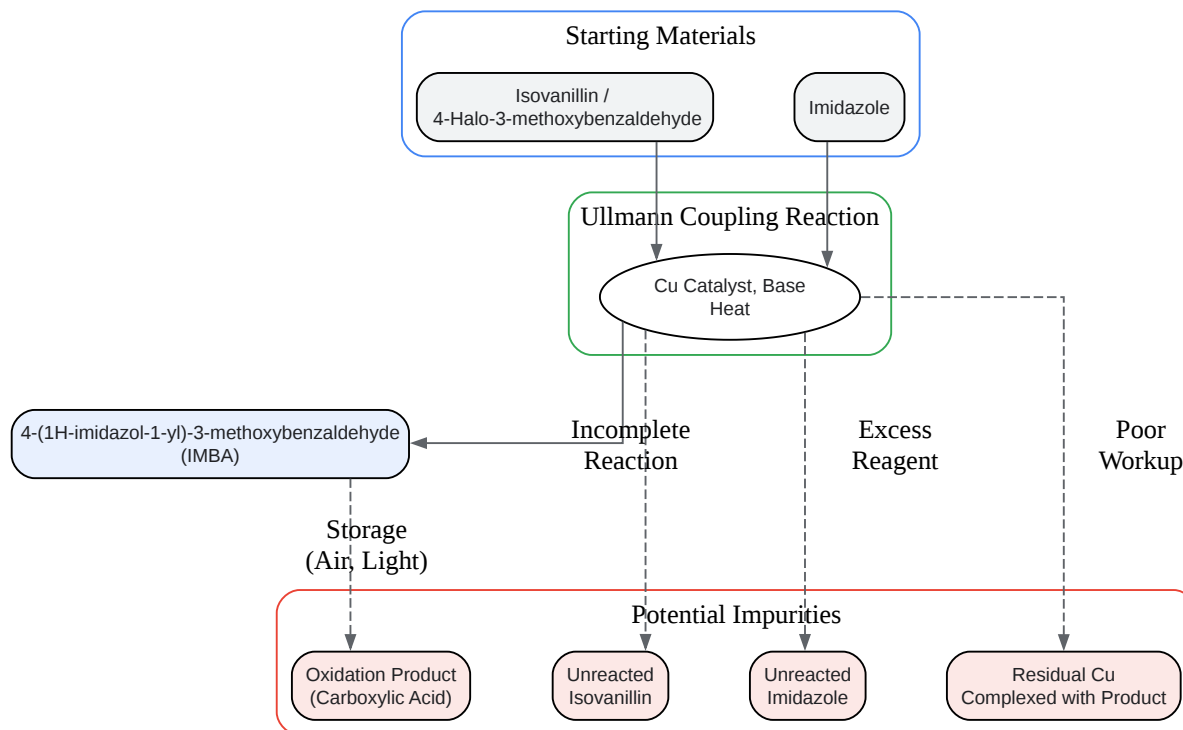 Starting Materials
Isovanillin /
4-Halo-3-methoxybenzaldehyde
Imidazole
Ullmann Coupling Reaction
Cu Catalyst, Base
Heat
4-(1H-imidazol-1-yl)-3-methoxybenzaldehyde
(IMBA)
Incomplete
Reaction
Excess
Reagent
Poor
Workup
Storage
(Air, Light)
Potential Impurities
Oxidation Product
(Carboxylic Acid)
Unreacted
Isovanillin
Unreacted
Imidazole
Residual Cu
Complexed with Product